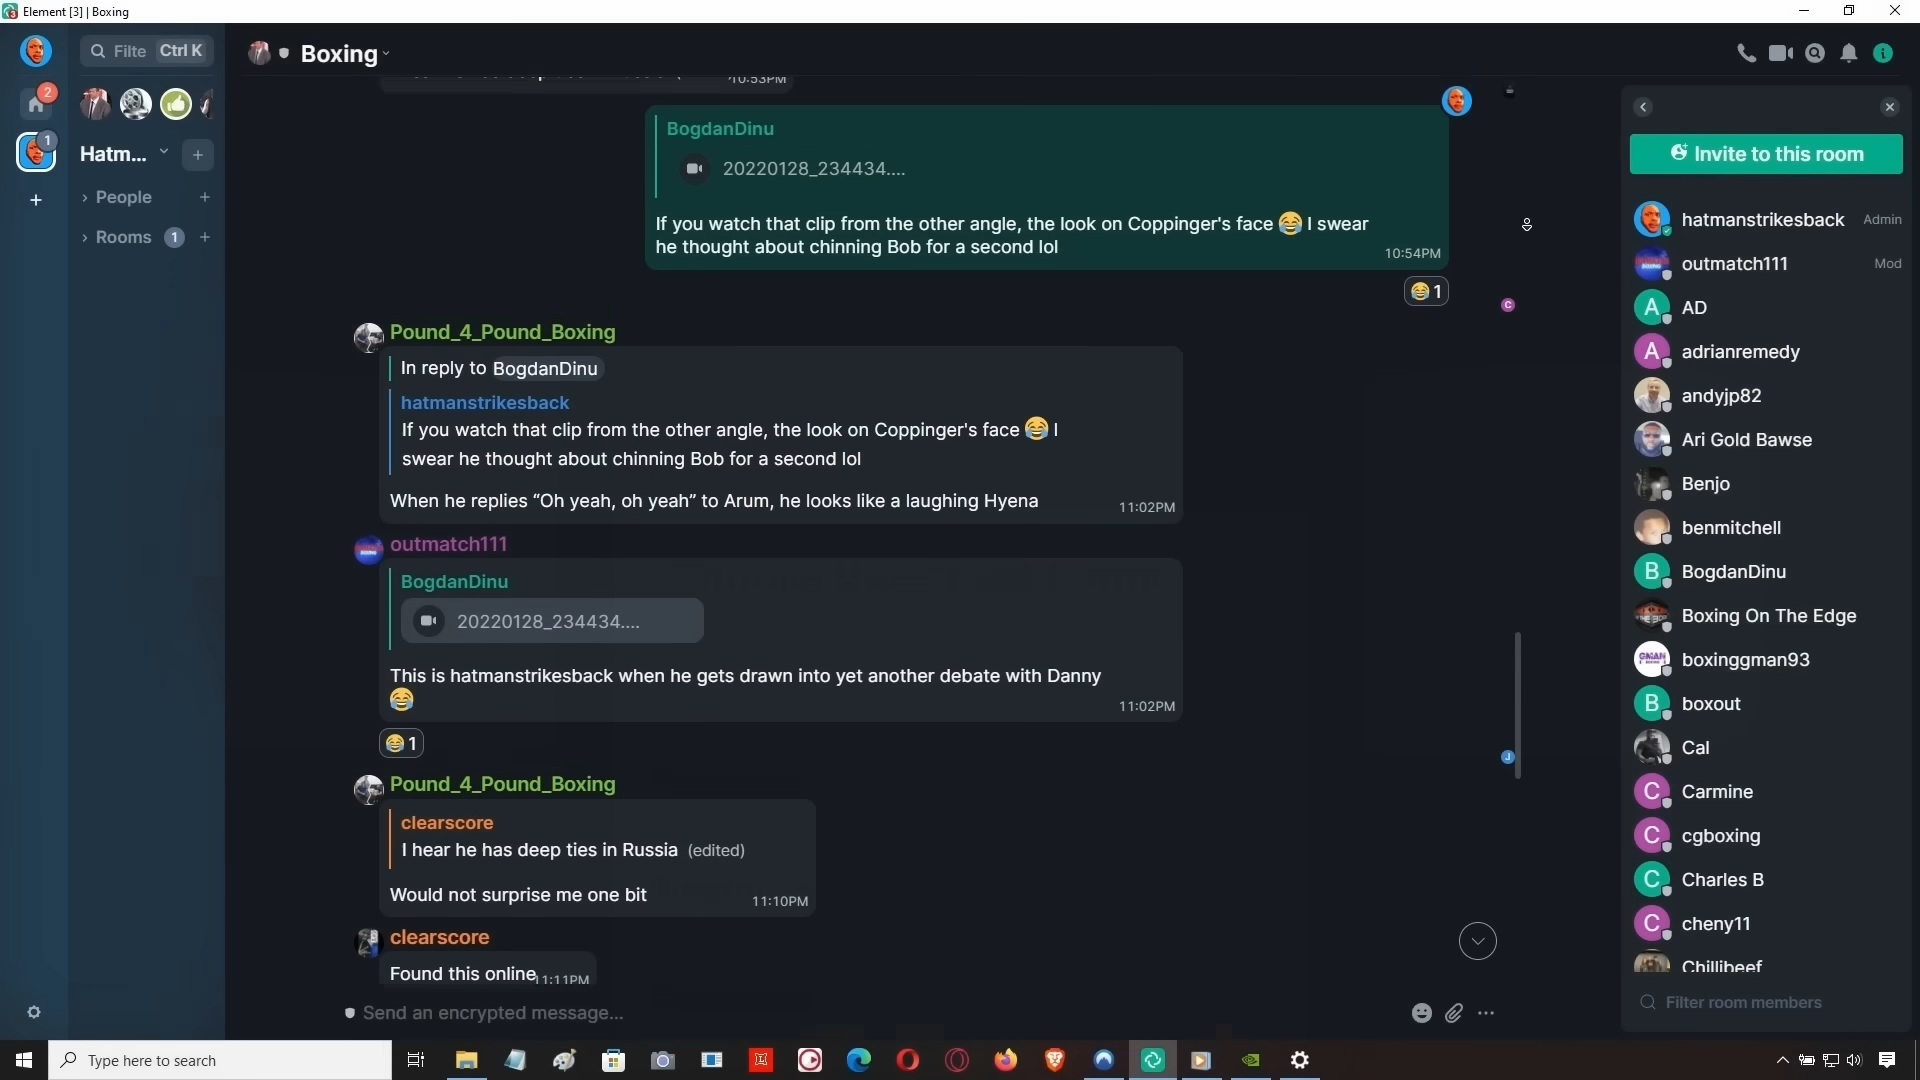 Element [3] | Boxing
Filte Ctrl K
2
1
Hatm...
People
Rooms 1
Boxing
10:53PM
BogdanDinu
20220128_234434....
If you watch that clip from the other angle, the look on Coppinger's face 😂 I swear
he thought about chinning Bob for a second lol
10:54PM
😂 1
C
Pound_4_Pound_Boxing
In reply to BogdanDinu
hatmanstrikesback
If you watch that clip from the other angle, the look on Coppinger's face 😂 I
swear he thought about chinning Bob for a second lol
When he replies “Oh yeah, oh yeah” to Arum, he looks like a laughing Hyena
11:02PM
outmatch111
BogdanDinu
20220128_234434....
This is hatmanstrikesback when he gets drawn into yet another debate with Danny
😂
11:02PM
😂 1
J
Pound_4_Pound_Boxing
clearscore
I hear he has deep ties in Russia (edited)
Would not surprise me one bit
11:10PM
clearscore
Found this online
11:11PM
Send an encrypted message...
Invite to this room
hatmanstrikesback Admin
outmatch111 Mod
A AD
A adrianremedy
andyjp82
Ari Gold Bawse
Benjo
benmitchell
B BogdanDinu
Boxing On The Edge
GMAN boxinggman93
B boxout
Cal
C Carmine
C cgboxing
C Charles B
C cheny11
Chillibeef
Filter room members
Type here to search